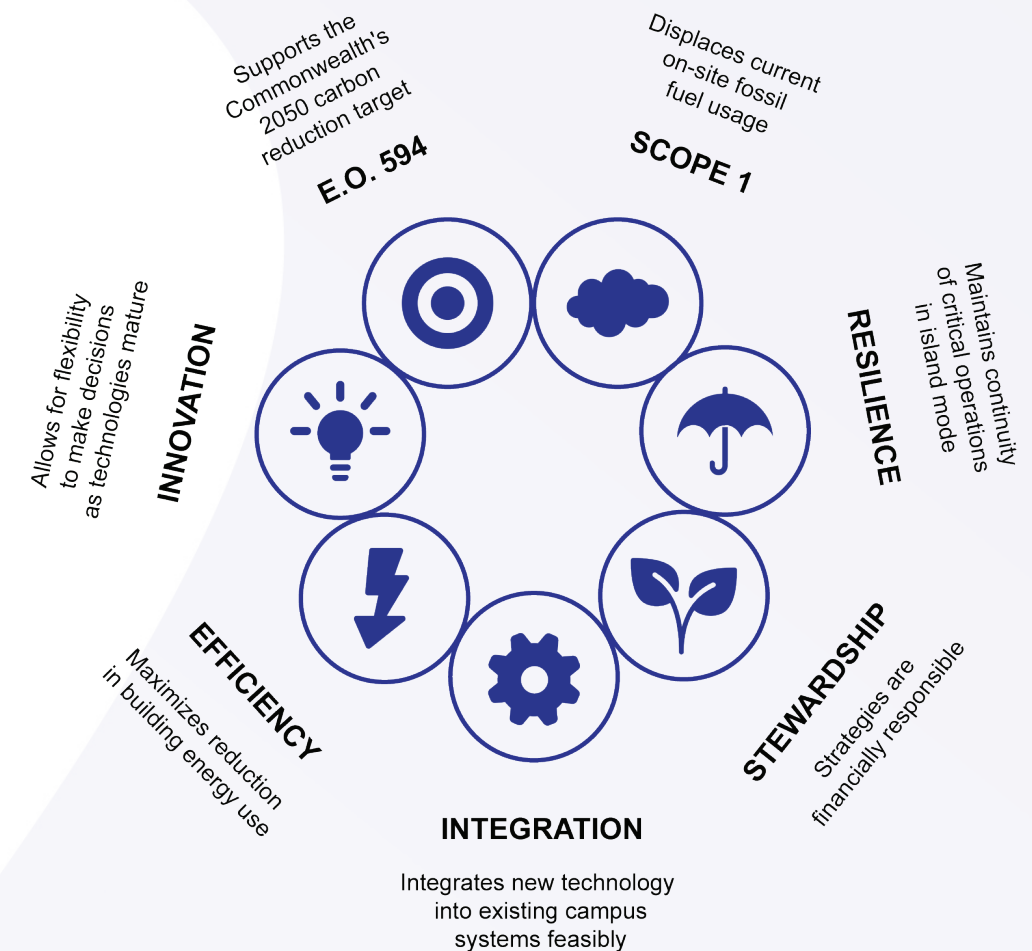 Supports the
Commonwealth's
2050 carbon
reduction target
E.O. 594
Displaces current
on-site fossil
fuel usage
SCOPE 1
RESILIENCE
Maintains continuity
of critical operations
in island mode
STEWARDSHIP
Strategies are
financially responsible
INTEGRATION
Integrates new technology
into existing campus
systems feasibly
EFFICIENCY
Maximizes reduction
in building energy use
INNOVATION
Allows for flexibility
to make decisions
as technologies mature